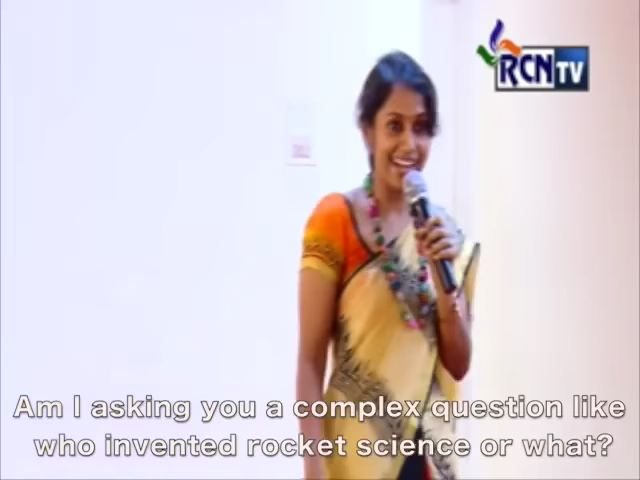 RCN TV
Am I asking you a complex question like
who invented rocket science or what?